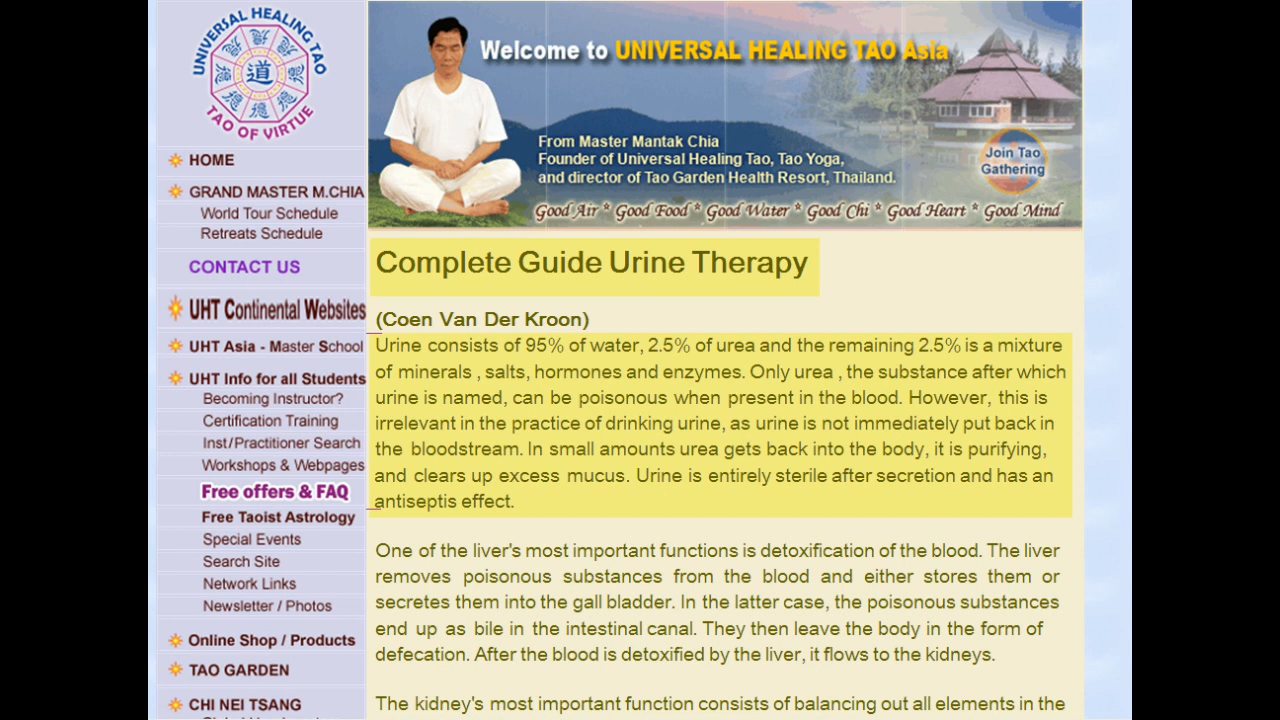 UNIVERSAL HEALING TAO
道
TAO OF VIRTUE
HOME
GRAND MASTER M.CHIA
World Tour Schedule
Retreats Schedule
CONTACT US
UHT Continental Websites
UHT Asia - Master School
UHT Info for all Students
Becoming Instructor?
Certification Training
Inst/Practitioner Search
Workshops & Webpages
Free offers & FAQ
Free Taoist Astrology
Special Events
Search Site
Network Links
Newsletter / Photos
Online Shop / Products
TAO GARDEN
CHI NEI TSANG
Welcome to UNIVERSAL HEALING TAO Asia
From Master Mantak Chia
Founder of Universal Healing Tao, Tao Yoga,
and director of Tao Garden Health Resort, Thailand.
Join Tao
Gathering
Good Air * Good Food * Good Water * Good Chi * Good Heart * Good Mind
Complete Guide Urine Therapy
(Coen Van Der Kroon)
Urine consists of 95% of water, 2.5% of urea and the remaining 2.5% is a mixture
of minerals , salts, hormones and enzymes. Only urea , the substance after which
urine is named, can be poisonous when present in the blood. However, this is
irrelevant in the practice of drinking urine, as urine is not immediately put back in
the bloodstream. In small amounts urea gets back into the body, it is purifying,
and clears up excess mucus. Urine is entirely sterile after secretion and has an
antiseptis effect.
One of the liver's most important functions is detoxification of the blood. The liver
removes poisonous substances from the blood and either stores them or
secretes them into the gall bladder. In the latter case, the poisonous substances
end up as bile in the intestinal canal. They then leave the body in the form of
defecation. After the blood is detoxified by the liver, it flows to the kidneys.
The kidney's most important function consists of balancing out all elements in the